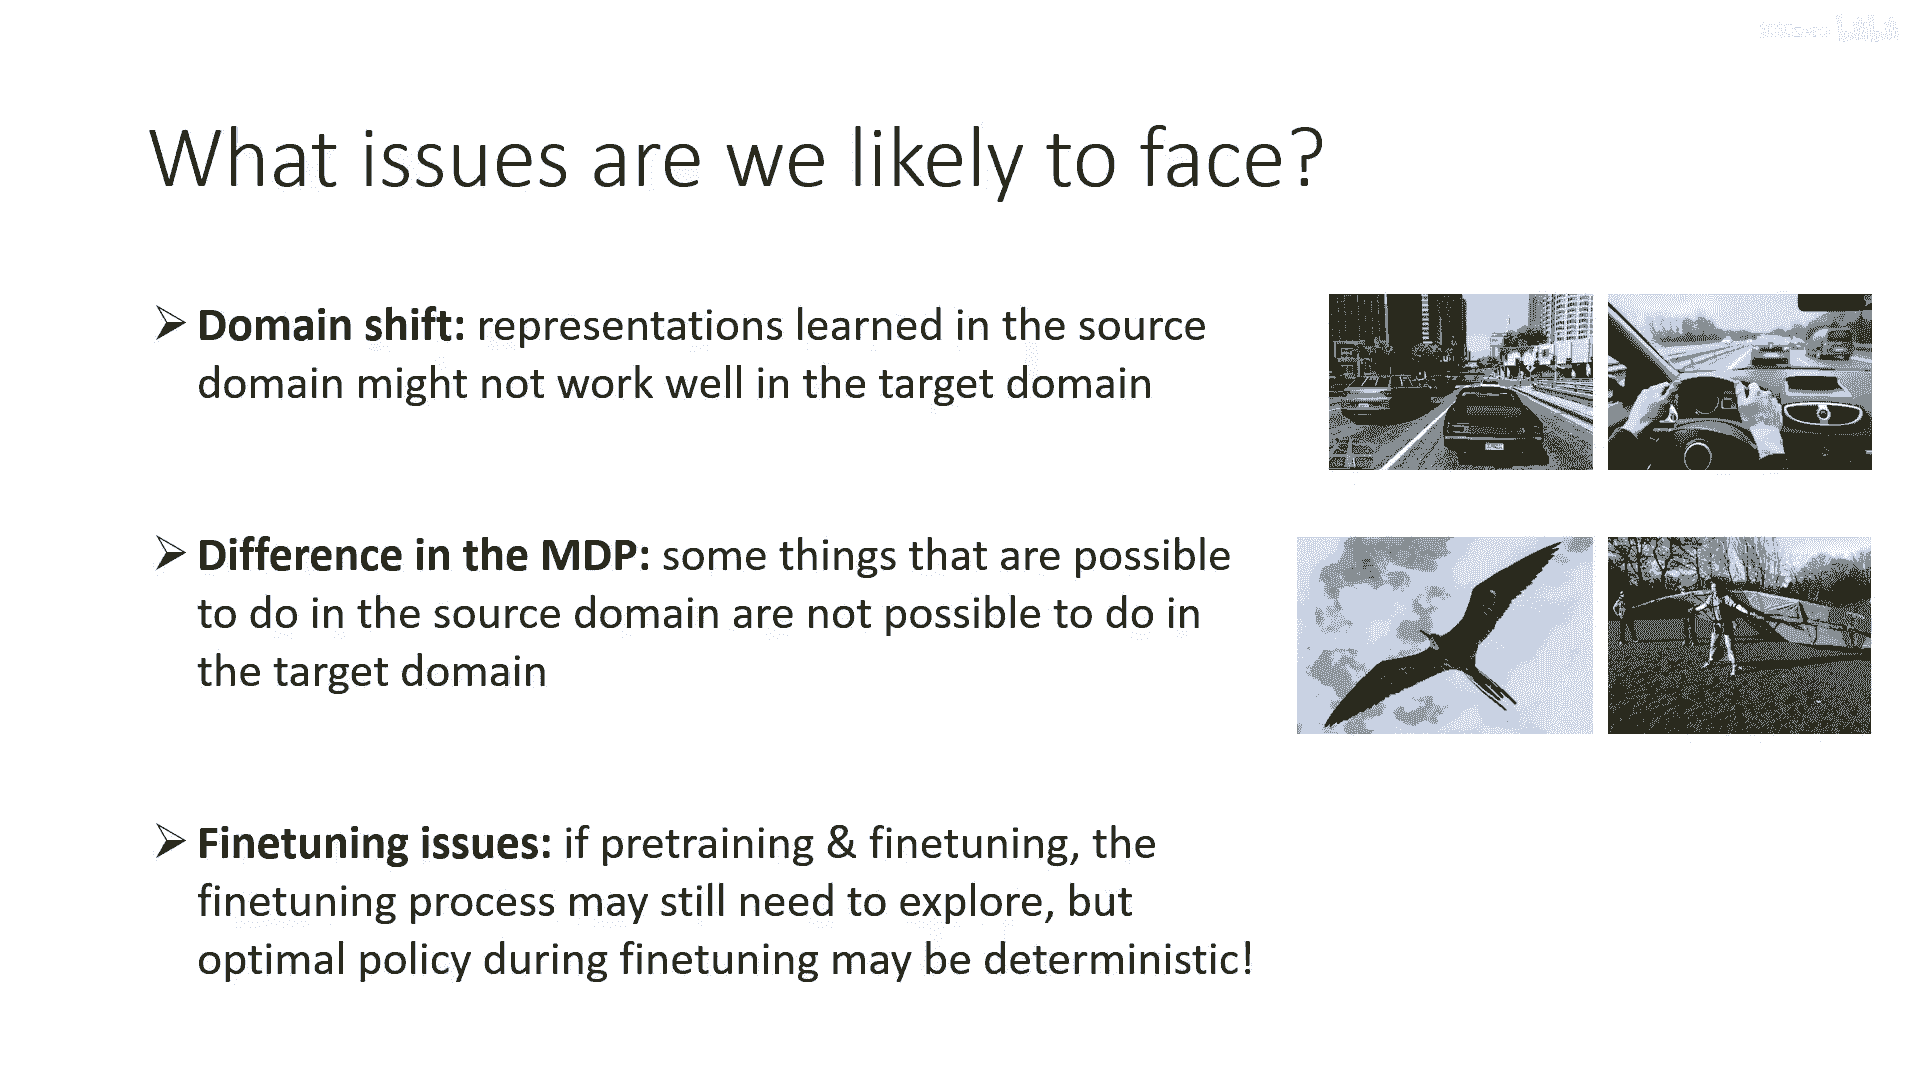 What issues are we likely to face?
Domain shift: representations learned in the source
domain might not work well in the target domain
Difference in the MDP: some things that are possible
to do in the source domain are not possible to do in
the target domain
Finetuning issues: if pretraining & finetuning, the
finetuning process may still need to explore, but
optimal policy during finetuning may be deterministic!